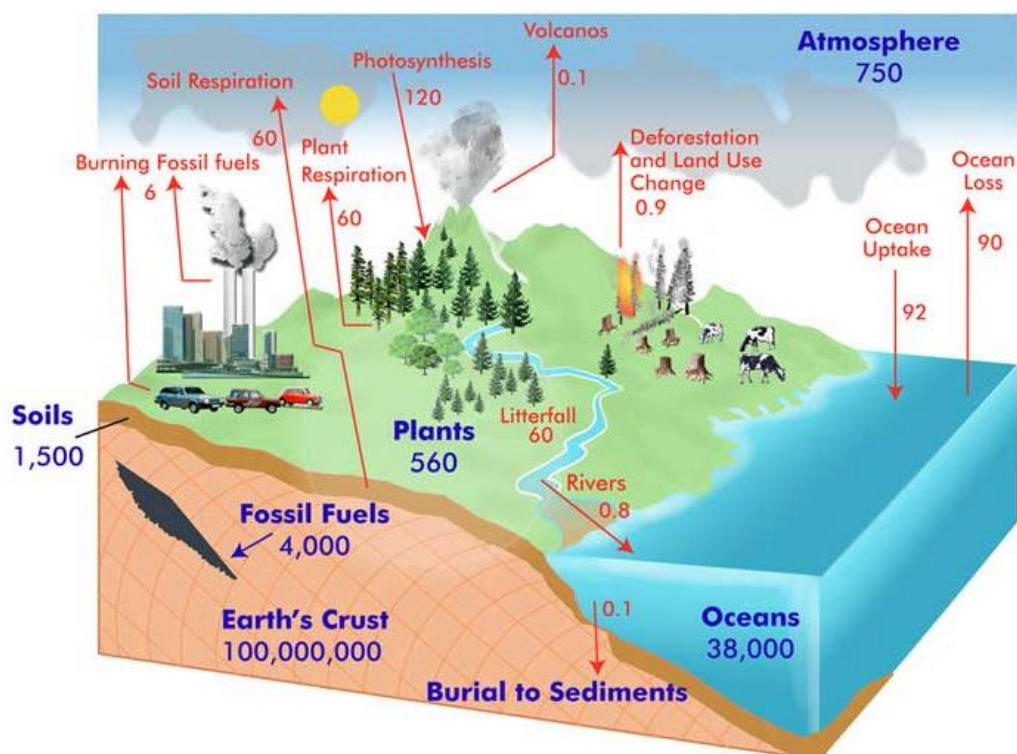 Volcanos
0.1
Atmosphere
750
Photosynthesis
120
Soil Respiration
60
Burning Fossil fuels
6
Plant
Respiration
60
Deforestation
and Land Use
Change
0.9
Ocean
Loss
90
Ocean
Uptake
92
Soils
1,500
Plants
560
Litterfall
60
Rivers
0.8
Fossil Fuels
4,000
Earth's Crust
100,000,000
0.1
Burial to Sediments
Oceans
38,000